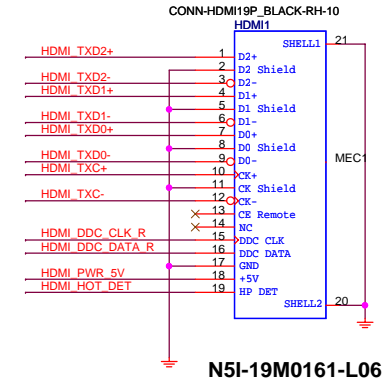 CONN-HDMI19P_BLACK-RH-10
HDMI1
SHELL1 21
HDMI_TXD2+ 1 D2+
2 D2 Shield
HDMI_TXD2- 3 D2-
HDMI_TXD1+ 4 D1+
5 D1 Shield
HDMI_TXD1- 6 D1-
HDMI_TXD0+ 7 D0+
8 D0 Shield
HDMI_TXD0- 9 D0-
MEC1
HDMI_TXC+ 10 CK+
11 CK Shield
HDMI_TXC- 12 CK-
13 CE Remote
14 NC
HDMI_DDC_CLK_R 15 DDC CLK
HDMI_DDC_DATA_R 16 DDC DATA
17 GND
HDMI_PWR_5V 18 +5V
HDMI_HOT_DET 19 HP DET
SHELL2 20
N5I-19M0161-L06